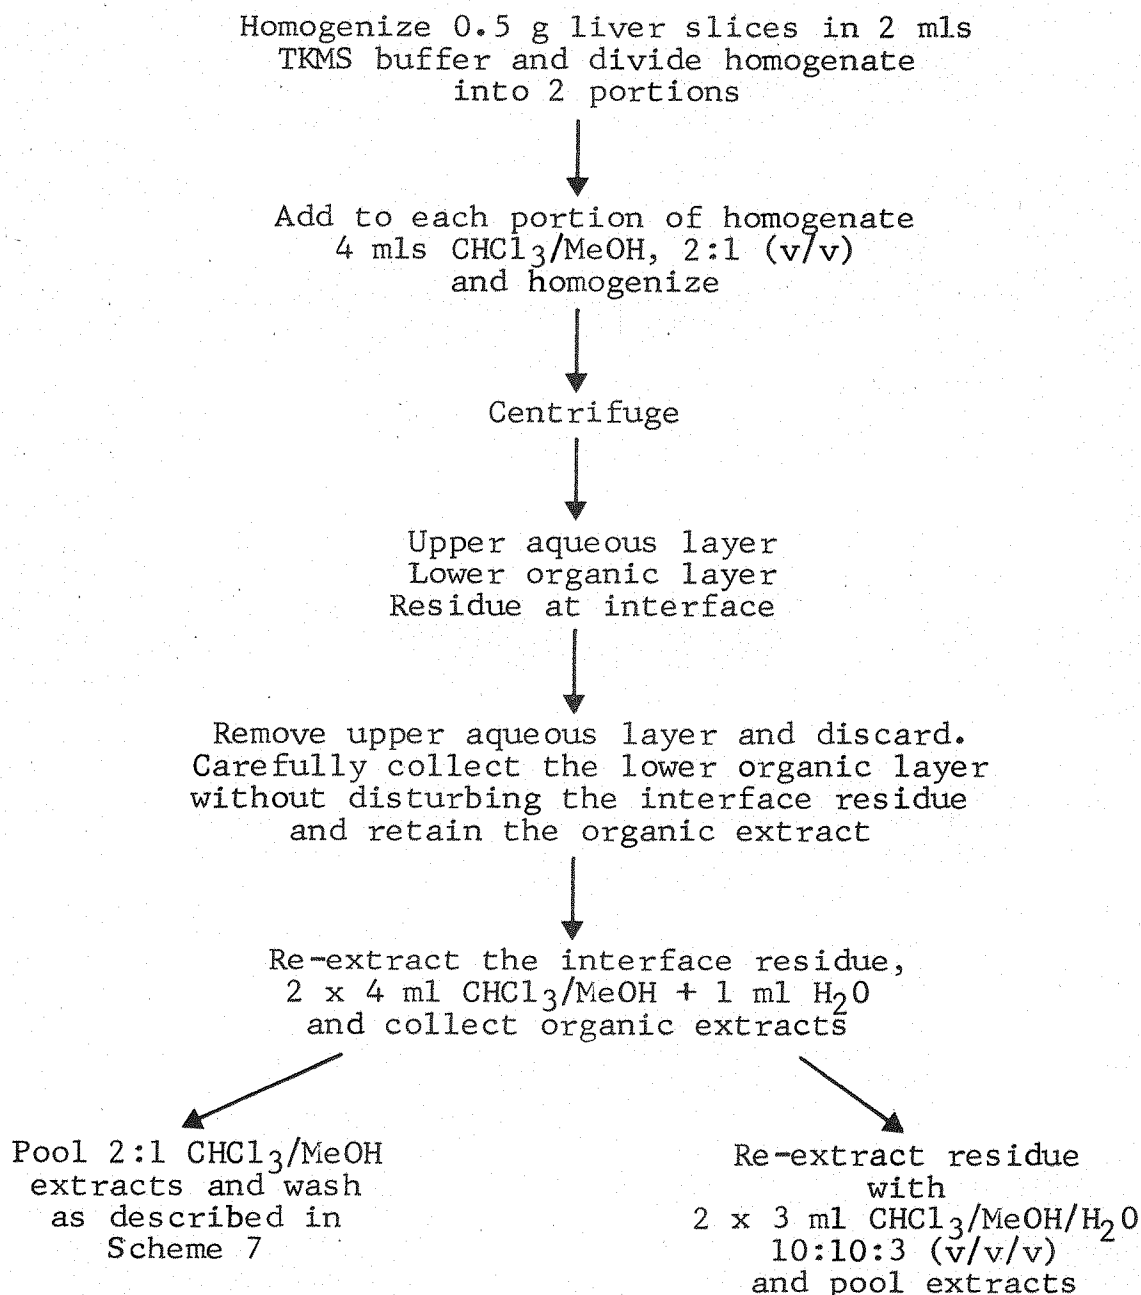 Homogenize 0.5 g liver slices in 2 mls
TKMS buffer and divide homogenate
into 2 portions
Add to each portion of homogenate
4 mls CHCl3/MeOH, 2:1 (v/v)
and homogenize
Centrifuge
Upper aqueous layer
Lower organic layer
Residue at interface
Remove upper aqueous layer and discard.
Carefully collect the lower organic layer
without disturbing the interface residue
and retain the organic extract
Re-extract the interface residue,
2 x 4 ml CHCl3/MeOH + 1 ml H2O
and collect organic extracts
Pool 2:1 CHCl3/MeOH
extracts and wash
as described in
Scheme 7
Re-extract residue
with
2 x 3 ml CHCl3/MeOH/H2O
10:10:3 (v/v/v)
and pool extracts